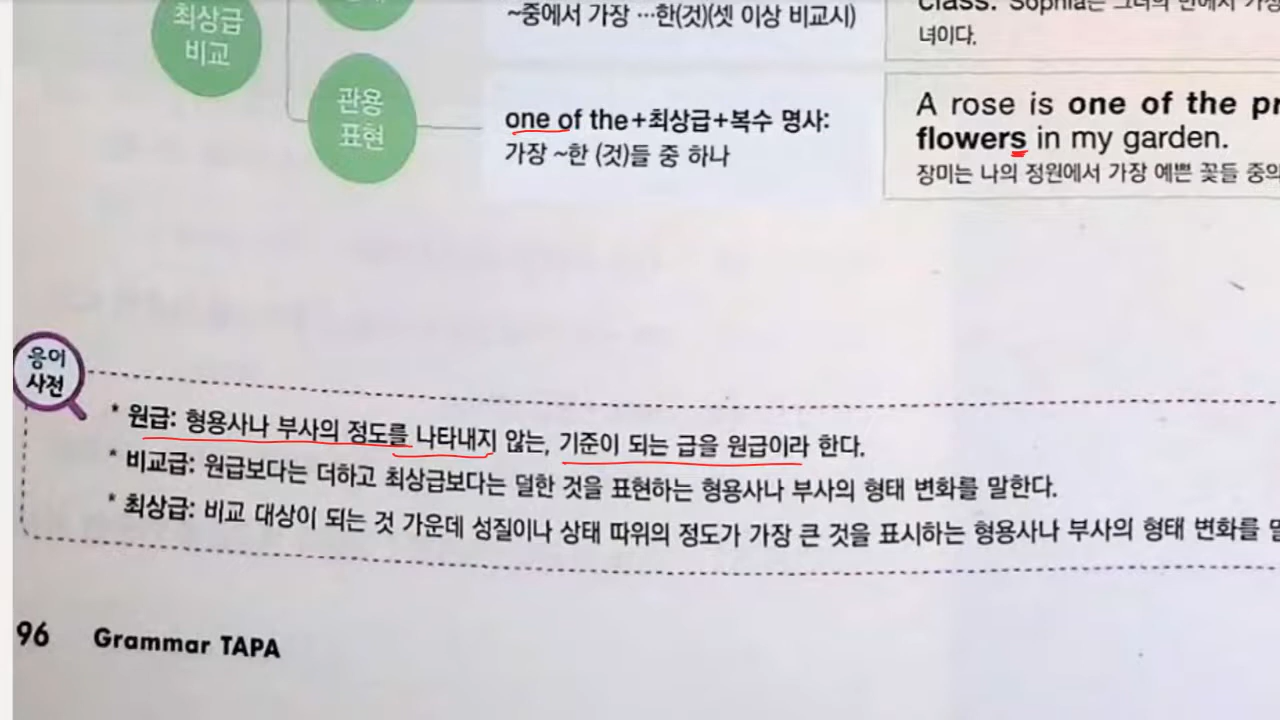 최상급
비교
~중에서 가장 …한(것)(셋 이상 비교시)
class. Sophia는 그녀의 반에서 가장
녀이다.
관용
표현
one of the+최상급+복수 명사:
가장 ~한 (것)들 중 하나
A rose is one of the
flowers in my garden.
장미는 나의 정원에서 가장 예쁜 꽃들 중의
용어
사전
* 원급: 형용사나 부사의 정도를 나타내지 않는, 기준이 되는 급을 원급이라 한다.
* 비교급: 원급보다는 더하고 최상급보다는 덜한 것을 표현하는 형용사나 부사의 형태 변화를 말한다.
* 최상급: 비교 대상이 되는 것 가운데 성질이나 상태 따위의 정도가 가장 큰 것을 표시하는 형용사나 부사의 형태 변화를
96 Grammar TAPA